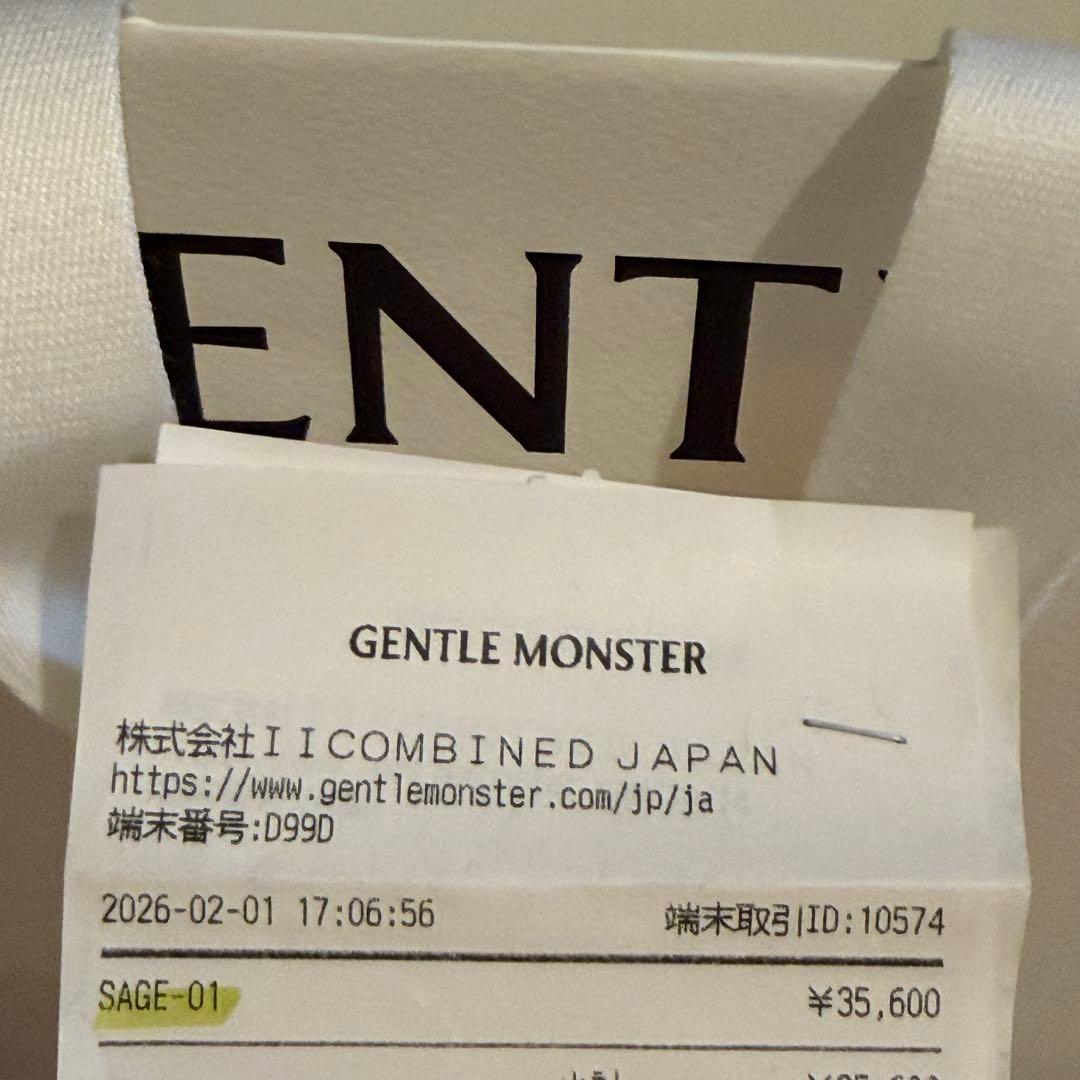 ENT
GENTLE MONSTER
株式会社IICOMBINED JAPAN
https://www.gentlemonster.com/jp/ja
端末番号:D99D
2026-02-01 17:06:56 端末取引ID:10574
SAGE-01 ¥35,600